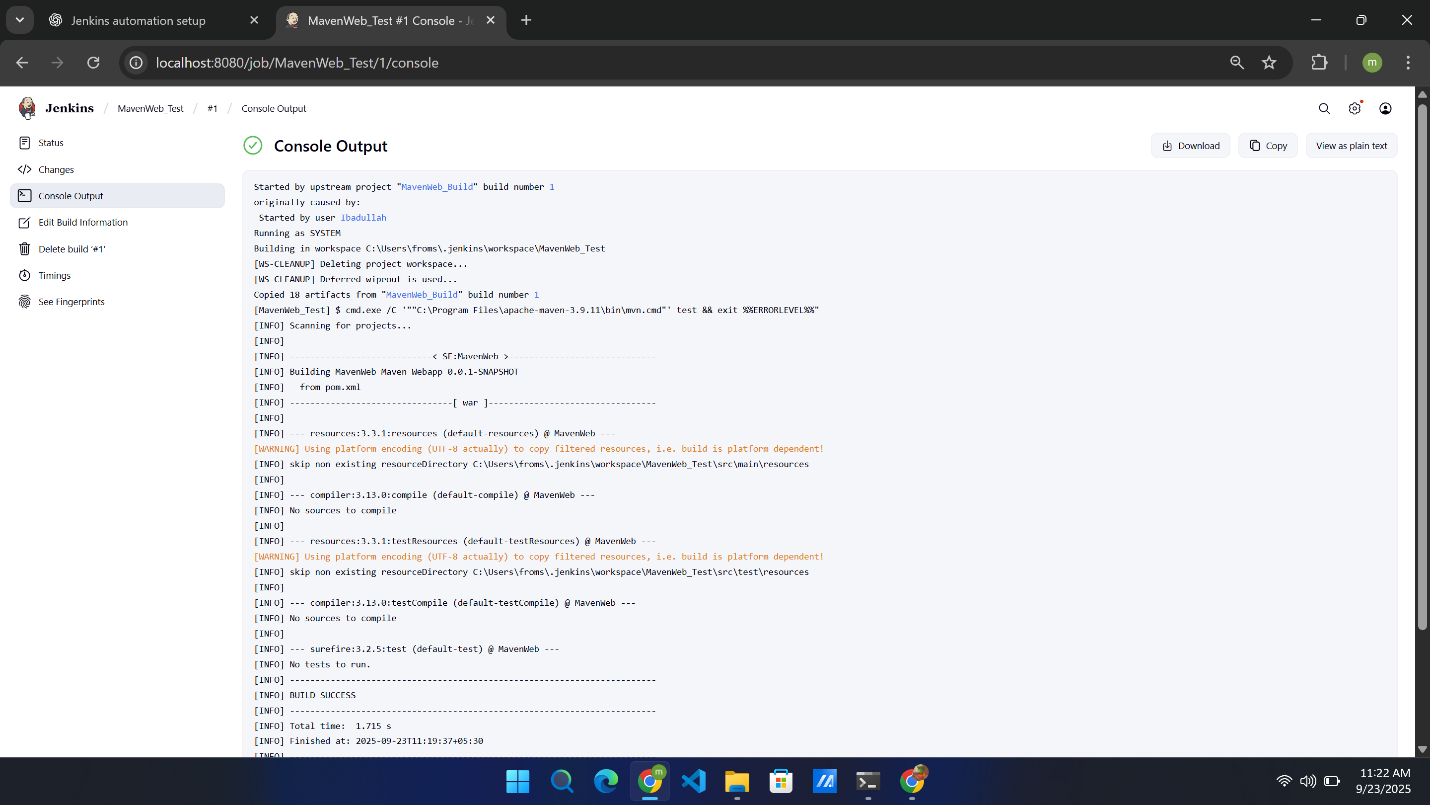 Jenkins automation setup
MavenWeb_Test #1 Console - Je
localhost:8080/job/MavenWeb_Test/1/console
m
Jenkins / MavenWeb_Test / #1 / Console Output
Status
Changes
Console Output
Edit Build Information
Delete build '#1'
Timings
See Fingerprints
Console Output
Download
Copy
View as plain text
Started by upstream project "MavenWeb_Build" build number 1
originally caused by:
Started by user Ibadullah
Running as SYSTEM
Building in workspace C:\Users\froms\.jenkins\workspace\MavenWeb_Test
[WS-CLEANUP] Deleting project workspace...
[WS-CLEANUP] Deferred wipeout is used...
Copied 18 artifacts from "MavenWeb_Build" build number 1
[MavenWeb_Test] $ cmd.exe /C '""C:\Program Files\apache-maven-3.9.11\bin\mvn.cmd"' test && exit %%ERRORLEVEL%%"
[INFO] Scanning for projects...
[INFO]
[INFO] ----------------------------< SE:MavenWeb >-----------------------------
[INFO] Building MavenWeb Maven Webapp 0.0.1-SNAPSHOT
[INFO]   from pom.xml
[INFO] --------------------------------[ war ]---------------------------------
[INFO]
[INFO] --- resources:3.3.1:resources (default-resources) @ MavenWeb ---
[WARNING] Using platform encoding (UTF-8 actually) to copy filtered resources, i.e. build is platform dependent!
[INFO] skip non existing resourceDirectory C:\Users\froms\.jenkins\workspace\MavenWeb_Test\src\main\resources
[INFO]
[INFO] --- compiler:3.13.0:compile (default-compile) @ MavenWeb ---
[INFO] No sources to compile
[INFO]
[INFO] --- resources:3.3.1:testResources (default-testResources) @ MavenWeb ---
[WARNING] Using platform encoding (UTF-8 actually) to copy filtered resources, i.e. build is platform dependent!
[INFO] skip non existing resourceDirectory C:\Users\froms\.jenkins\workspace\MavenWeb_Test\src\test\resources
[INFO]
[INFO] --- compiler:3.13.0:testCompile (default-testCompile) @ MavenWeb ---
[INFO] No sources to compile
[INFO]
[INFO] --- surefire:3.2.5:test (default-test) @ MavenWeb ---
[INFO] No tests to run.
[INFO] ------------------------------------------------------------------------
[INFO] BUILD SUCCESS
[INFO] ------------------------------------------------------------------------
[INFO] Total time:  1.715 s
[INFO] Finished at: 2025-09-23T11:19:37+05:30
[INFO]
m
11:22 AM
9/23/2025